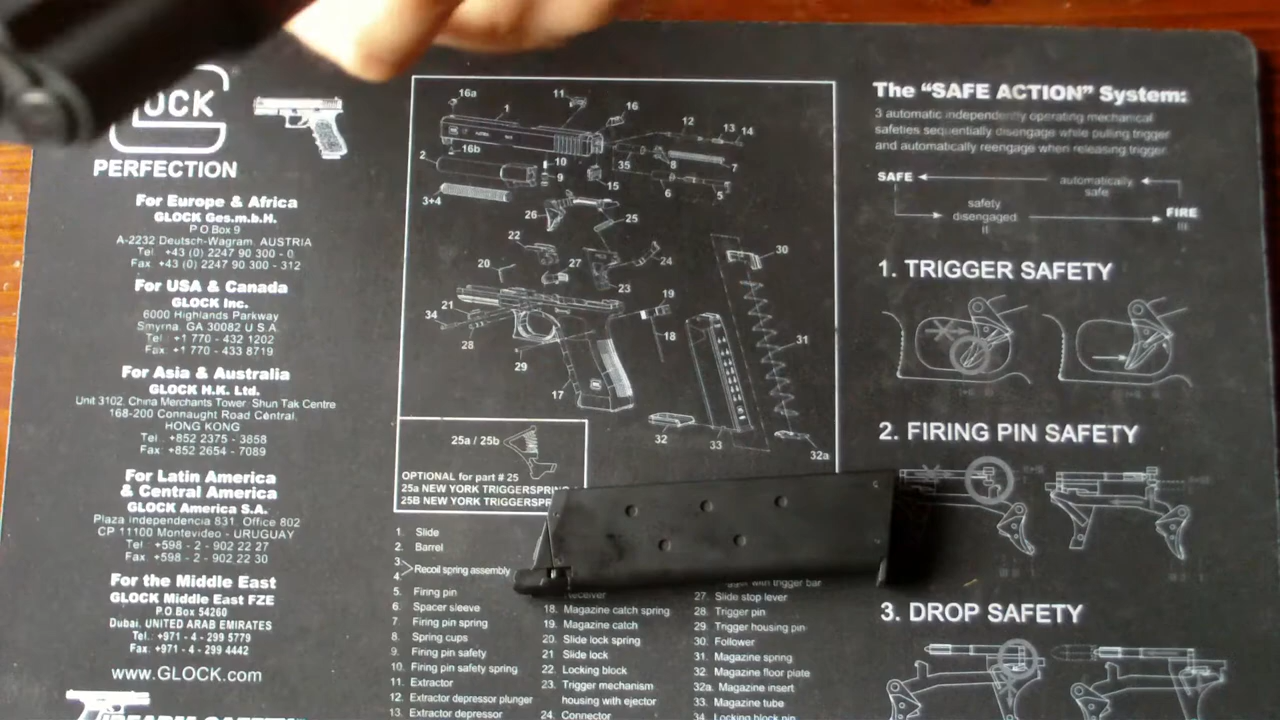 OCK
PERFECTION
For Europe & Africa
GLOCK Ges.m.b.H.
P O Box 9
A-2232 Deutsch-Wagram, AUSTRIA
Tel. +43 (0) 2247 90 300 - 0
Fax. +43 (0) 2247 90 300 - 312
For USA & Canada
GLOCK Inc.
6000 Highlands Parkway
Smyrna, GA 30082 U S A
Tel : +1 770 - 432 1202
Fax.: +1 770 - 433 8719
For Asia & Australia
GLOCK H.K. Ltd.
Unit 3102, China Merchants Tower, Shun Tak Centre
168-200 Connaught Road Central,
HONG KONG
Tel : +852 2375 - 3858
Fax: +852 2654 - 7089
For Latin America
& Central America
GLOCK America S.A.
Plaza Independencia 831, Office 802
CP 11100 Montevideo - URUGUAY
Tel : +598 - 2 - 902 22 27
Fax: +598 - 2 - 902 22 30
For the Middle East
GLOCK Middle East FZE
P.O.Box 54260
Dubai, UNITED ARAB EMIRATES
Tel.: +971 - 4 - 299 5779
Fax.: +971 - 4 - 299 4442
www.GLOCK.com
16a
1
11
16
12
13
14
2
16b
10
9
35
8
7
15
6
5
3+4
26
25
22
20
27
24
30
23
21
19
34
28
18
31
29
17
32
33
32a
25a / 25b
OPTIONAL for part # 25
25a NEW YORK TRIGGERSPRIN
25B NEW YORK TRIGGERSPR
1. Slide
2. Barrel
3.
4. Recoil spring assembly
5. Firing pin
6. Spacer sleeve
7. Firing pin spring
8. Spring cups
9. Firing pin safety
10. Firing pin safety spring
11. Extractor
12. Extractor depressor plunger
13. Extractor depressor
Receiver
18. Magazine catch spring
19. Magazine catch
20. Slide lock spring
21 Slide lock
22. Locking block
23. Trigger mechanism
housing with ejector
24. Connector
with trigger bar
27. Slide stop lever
28. Trigger pin
29. Trigger housing pin
30. Follower
31. Magazine spring
32. Magazine floor plate
32a. Magazine insert
33. Magazine tube
34. Locking block pin
The “SAFE ACTION” System:
3 automatic independently operating mechanical
safeties sequentially disengage while pulling trigger
and automatically reengage when releasing trigger.
SAFE
automatically
safe
safety
disengaged
II
FIRE
III
1. TRIGGER SAFETY
2. FIRING PIN SAFETY
3. DROP SAFETY